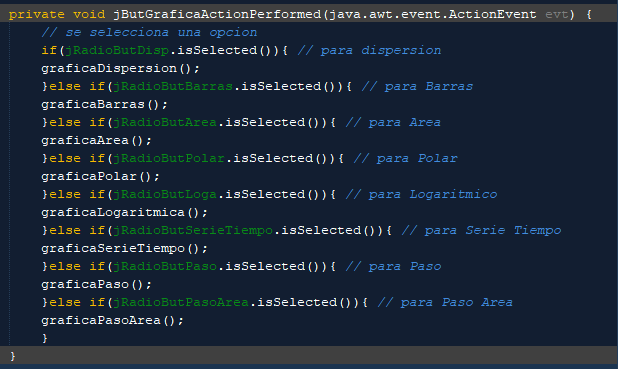 private void jButGraficaActionPerformed(java.awt.event.ActionEvent evt) {
// se selecciona una opcion
if(jRadioButDisp.isSelected()){ // para dispersion
graficaDispersion();
}else if(jRadioButBarras.isSelected()){ // para Barras
graficaBarras();
}else if(jRadioButArea.isSelected()){ // para Area
graficaArea();
}else if(jRadioButPolar.isSelected()){ // para Polar
graficaPolar();
}else if(jRadioButLoga.isSelected()){ // para Logaritmico
graficaLogaritmica();
}else if(jRadioButSerieTiempo.isSelected()){ // para Serie Tiempo
graficaSerieTiempo();
}else if(jRadioButPaso.isSelected()){ // para Paso
graficaPaso();
}else if(jRadioButPasoArea.isSelected()){ // para Paso Area
graficaPasoArea();
}
}